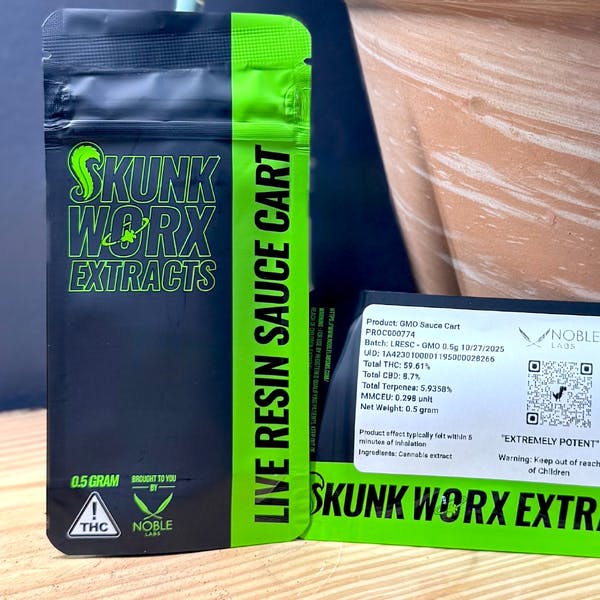 SKUNK
WORX
EXTRACTS
LIVE RESIN SAUCE CART
0.5 GRAM
BROUGHT TO YOU
BY
NOBLE
LABS
!
THC
Product: GMO Sauce Cart
PROC000774
Batch: LRESC - GMO 0.5g 10/27/2025
UID: 1A4230100001195000028266
Total THC: 59.61%
Total CBD: 8.7%
Total Terpenes: 5.9358%
MMCEU: 0.298 unit
Net Weight: 0.5 gram
Product effect typically felt within 5
minutes of inhalation
Ingredients: Cannabis extract
NOBLE
LABS
"EXTREMELY POTENT"
Warning: Keep out of reach
of Children
SKUNK WORX EXTRA